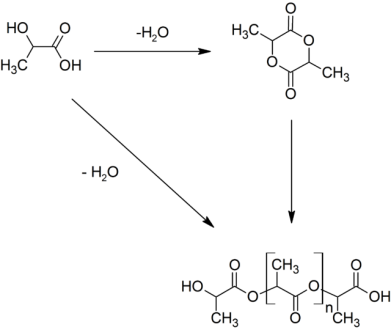 HO O
H₃C OH
-H₂O
H₃C O
O
O CH₃
O
- H₂O
CH₃
HO O O O O OH
CH₃ O n CH₃